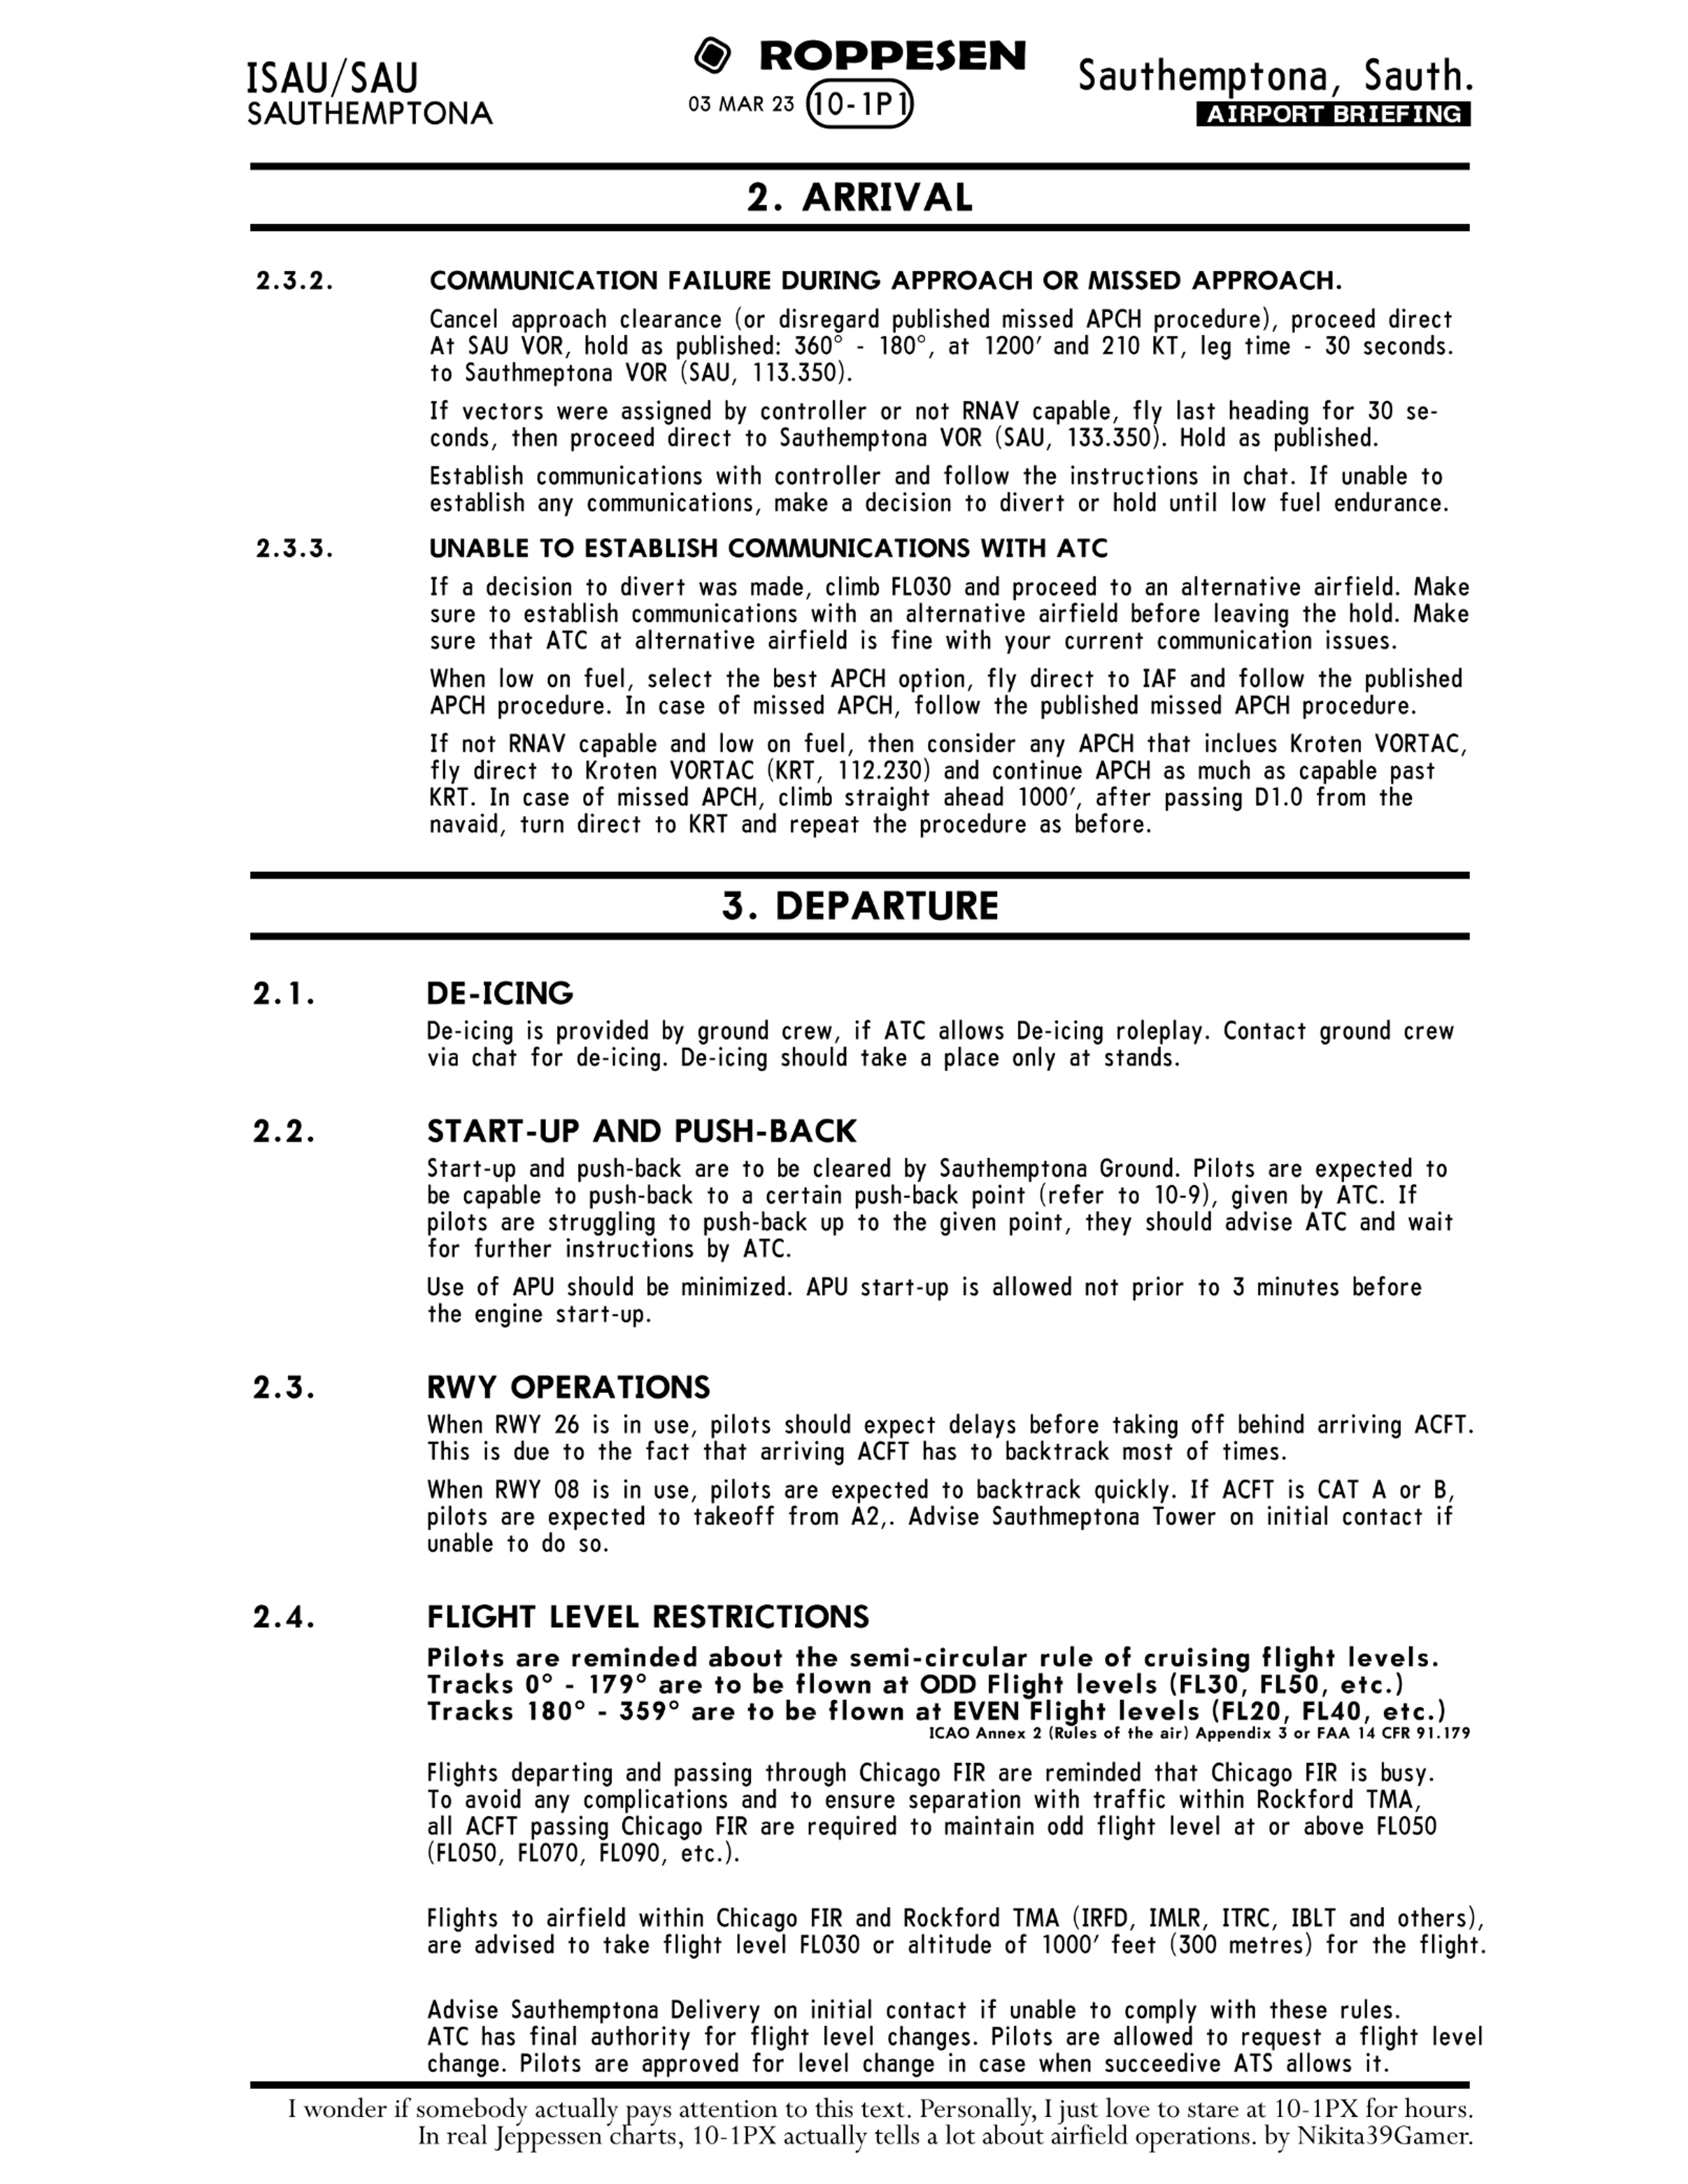 ISAU/SAU
SAUTHEMPTONA
ROPPESEN
03 MAR 23 10-1P1
Sauthemptona, Sauth.
AIRPORT BRIEFING
2. ARRIVAL
2.3.2. COMMUNICATION FAILURE DURING APPROACH OR MISSED APPROACH.
Cancel approach clearance (or disregard published missed APCH procedure), proceed direct
At SAU VOR, hold as published: 360° - 180°, at 1200' and 210 KT, leg time - 30 seconds.
to Sauthmeptona VOR (SAU, 113.350).
If vectors were assigned by controller or not RNAV capable, fly last heading for 30 se-
conds, then proceed direct to Sauthemptona VOR (SAU, 133.350). Hold as published.
Establish communications with controller and follow the instructions in chat. If unable to
establish any communications, make a decision to divert or hold until low fuel endurance.
2.3.3. UNABLE TO ESTABLISH COMMUNICATIONS WITH ATC
If a decision to divert was made, climb FL030 and proceed to an alternative airfield. Make
sure to establish communications with an alternative airfield before leaving the hold. Make
sure that ATC at alternative airfield is fine with your current communication issues.
When low on fuel, select the best APCH option, fly direct to IAF and follow the published
APCH procedure. In case of missed APCH, follow the published missed APCH procedure.
If not RNAV capable and low on fuel, then consider any APCH that inclues Kroten VORTAC,
fly direct to Kroten VORTAC (KRT, 112.230) and continue APCH as much as capable past
KRT. In case of missed APCH, climb straight ahead 1000', after passing D1.0 from the
navaid, turn direct to KRT and repeat the procedure as before.
3. DEPARTURE
2.1. DE-ICING
De-icing is provided by ground crew, if ATC allows De-icing roleplay. Contact ground crew
via chat for de-icing. De-icing should take a place only at stands.
2.2. START-UP AND PUSH-BACK
Start-up and push-back are to be cleared by Sauthemptona Ground. Pilots are expected to
be capable to push-back to a certain push-back point (refer to 10-9), given by ATC. If
pilots are struggling to push-back up to the given point, they should advise ATC and wait
for further instructions by ATC.
Use of APU should be minimized. APU start-up is allowed not prior to 3 minutes before
the engine start-up.
2.3. RWY OPERATIONS
When RWY 26 is in use, pilots should expect delays before taking off behind arriving ACFT.
This is due to the fact that arriving ACFT has to backtrack most of times.
When RWY 08 is in use, pilots are expected to backtrack quickly. If ACFT is CAT A or B,
pilots are expected to takeoff from A2,. Advise Sauthmeptona Tower on initial contact if
unable to do so.
2.4. FLIGHT LEVEL RESTRICTIONS
Pilots are reminded about the semi-circular rule of cruising flight levels.
Tracks 0° - 179° are to be flown at ODD Flight levels (FL30, FL50, etc.)
Tracks 180° - 359° are to be flown at EVEN Flight levels (FL20, FL40, etc.)
ICAO Annex 2 (Rules of the air) Appendix 3 or FAA 14 CFR 91.179
Flights departing and passing through Chicago FIR are reminded that Chicago FIR is busy.
To avoid any complications and to ensure separation with traffic within Rockford TMA,
all ACFT passing Chicago FIR are required to maintain odd flight level at or above FL050
(FL050, FL070, FL090, etc.).
Flights to airfield within Chicago FIR and Rockford TMA (IRFD, IMLR, ITRC, IBLT and others),
are advised to take flight level FL030 or altitude of 1000' feet (300 metres) for the flight.
Advise Sauthemptona Delivery on initial contact if unable to comply with these rules.
ATC has final authority for flight level changes. Pilots are allowed to request a flight level
change. Pilots are approved for level change in case when succeedive ATS allows it.
I wonder if somebody actually pays attention to this text. Personally, I just love to stare at 10-1PX for hours.
In real Jeppessen charts, 10-1PX actually tells a lot about airfield operations. by Nikita39Gamer.